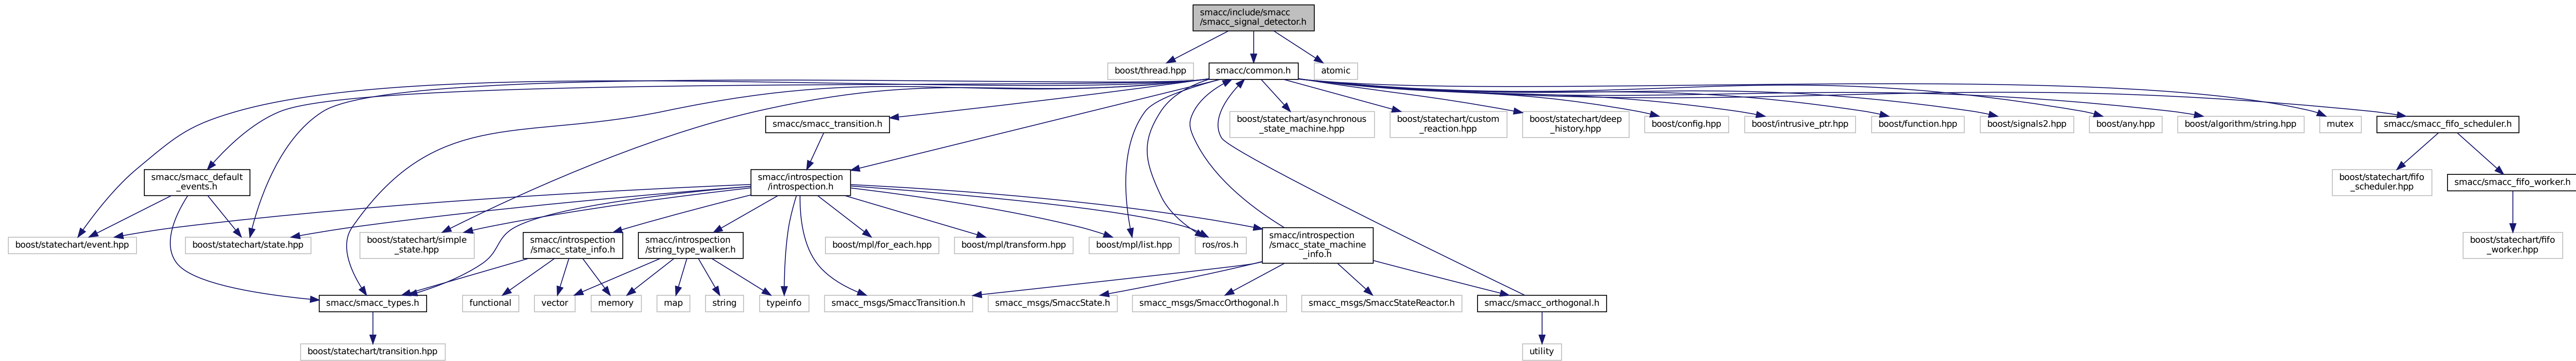 smacc/include/smacc
/smacc_signal_detector.h
boost/thread.hpp
smacc/common.h
atomic
smacc/smacc_transition.h
boost/statechart/asynchronous
_state_machine.hpp
boost/statechart/custom
_reaction.hpp
boost/statechart/deep
_history.hpp
boost/config.hpp
boost/intrusive_ptr.hpp
boost/function.hpp
boost/signals2.hpp
boost/any.hpp
boost/algorithm/string.hpp
mutex
smacc/smacc_fifo_scheduler.h
smacc/smacc_default
_events.h
smacc/introspection
/introspection.h
boost/statechart/fifo
_scheduler.hpp
smacc/smacc_fifo_worker.h
boost/statechart/event.hpp
boost/statechart/state.hpp
boost/statechart/simple
_state.hpp
smacc/introspection
/smacc_state_info.h
smacc/introspection
/string_type_walker.h
boost/mpl/for_each.hpp
boost/mpl/transform.hpp
boost/mpl/list.hpp
ros/ros.h
smacc/introspection
/smacc_state_machine
_info.h
boost/statechart/fifo
_worker.hpp
smacc/smacc_types.h
functional
vector
memory
map
string
typeinfo
smacc_msgs/SmaccTransition.h
smacc_msgs/SmaccState.h
smacc_msgs/SmaccOrthogonal.h
smacc_msgs/SmaccStateReactor.h
smacc/smacc_orthogonal.h
boost/statechart/transition.hpp
utility